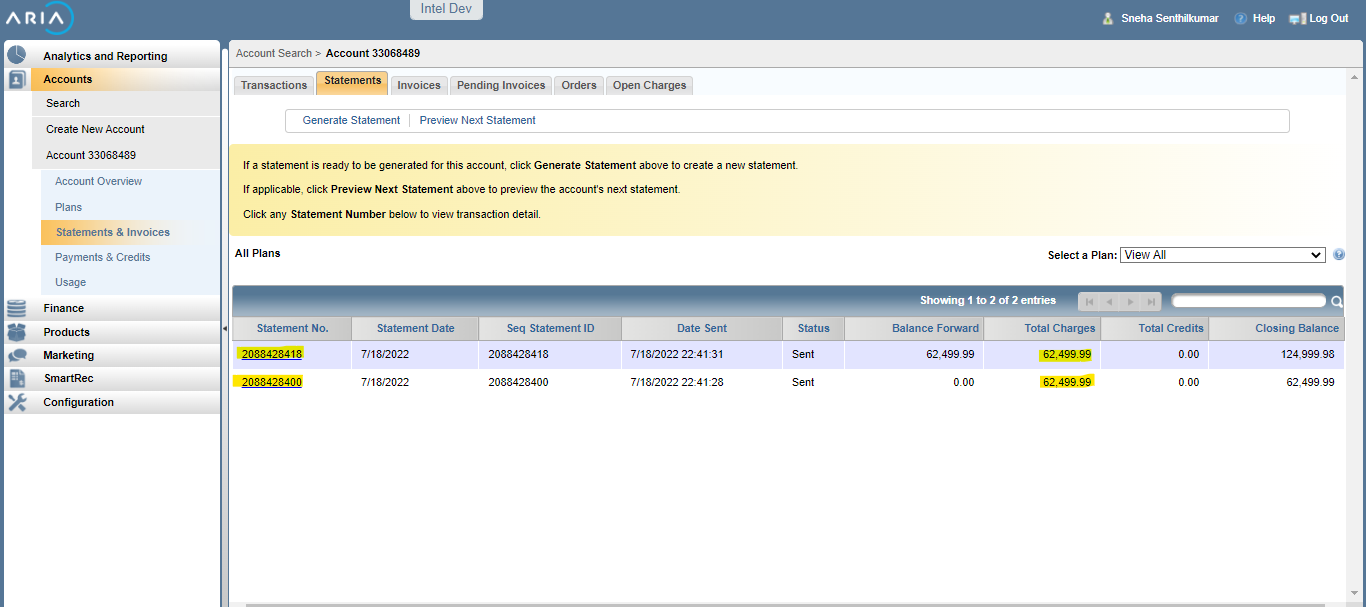 ARIA
Intel Dev
Sneha Senthilkumar Help Log Out
Analytics and Reporting
Accounts
Search
Create New Account
Account 33068489
Account Overview
Plans
Statements & Invoices
Payments & Credits
Usage
Finance
Products
Marketing
SmartRec
Configuration
Account Search > Account 33068489
Transactions Statements Invoices Pending Invoices Orders Open Charges
Generate Statement Preview Next Statement
If a statement is ready to be generated for this account, click Generate Statement above to create a new statement.
If applicable, click Preview Next Statement above to preview the account's next statement.
Click any Statement Number below to view transaction detail.
All Plans
Select a Plan: View All
Showing 1 to 2 of 2 entries
Statement No. Statement Date Seq Statement ID Date Sent Status Balance Forward Total Charges Total Credits Closing Balance
2088428418 7/18/2022 2088428418 7/18/2022 22:41:31 Sent 62,499.99 62,499.99 0.00 124,999.98
2088428400 7/18/2022 2088428400 7/18/2022 22:41:28 Sent 0.00 62,499.99 0.00 62,499.99